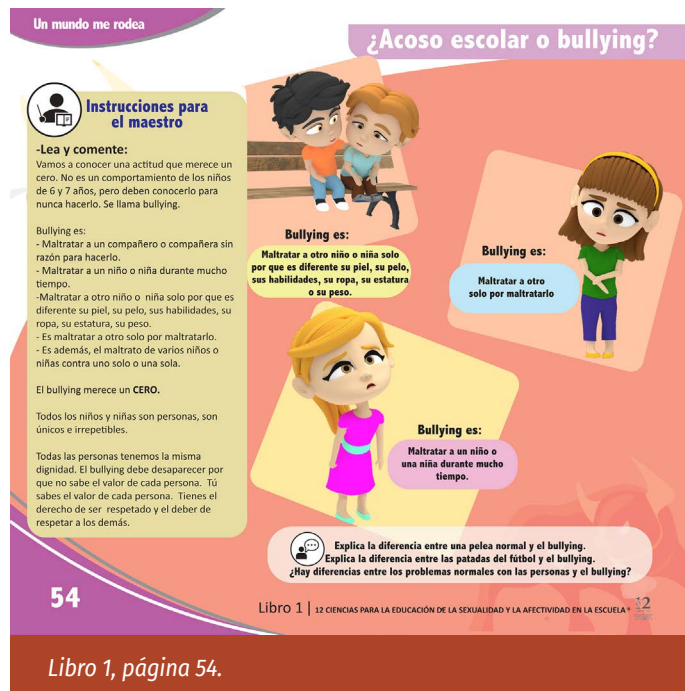 Un mundo me rodea
¿Acoso escolar o bullying?
Instrucciones para
el maestro
-Lea y comente:
Vamos a conocer una actitud que merece un
cero. No es un comportamiento de los niños
de 6 y 7 años, pero deben conocerlo para
nunca hacerlo. Se llama bullying.
Bullying es:
- Maltratar a un compañero o compañera sin
razón para hacerlo.
- Maltratar a un niño o niña durante mucho
tiempo.
-Maltratar a otro niño o niña solo por que es
diferente su piel, su pelo, sus habilidades, su
ropa, su estatura, su peso.
- Es maltratar a otro solo por maltratarlo.
- Es además, el maltrato de varios niños o
niñas contra uno solo o una sola.
El bullying merece un CERO.
Todos los niños y niñas son personas, son
únicos e irrepetibles.
Todas las personas tenemos la misma
dignidad. El bullying debe desaparecer por
que no sabe el valor de cada persona. Tú
sabes el valor de cada persona. Tienes el
derecho de ser respetado y el deber de
respetar a los demás.
Bullying es:
Maltratar a otro niño o niña solo
por que es diferente su piel, su pelo,
sus habilidades, su ropa, su estatura
o su peso.
Bullying es:
Maltratar a otro
solo por maltratarlo
Bullying es:
Maltratar a un niño o
una niña durante mucho
tiempo.
Explica la diferencia entre una pelea normal y el bullying.
Explica la diferencia entre las patadas del fútbol y el bullying.
¿Hay diferencias entre los problemas normales con las personas y el bullying?
54
Libro 1 | 12 CIENCIAS PARA LA EDUCACIÓN DE LA SEXUALIDAD Y LA AFECTIVIDAD EN LA ESCUELA® 12
Libro 1, página 54.